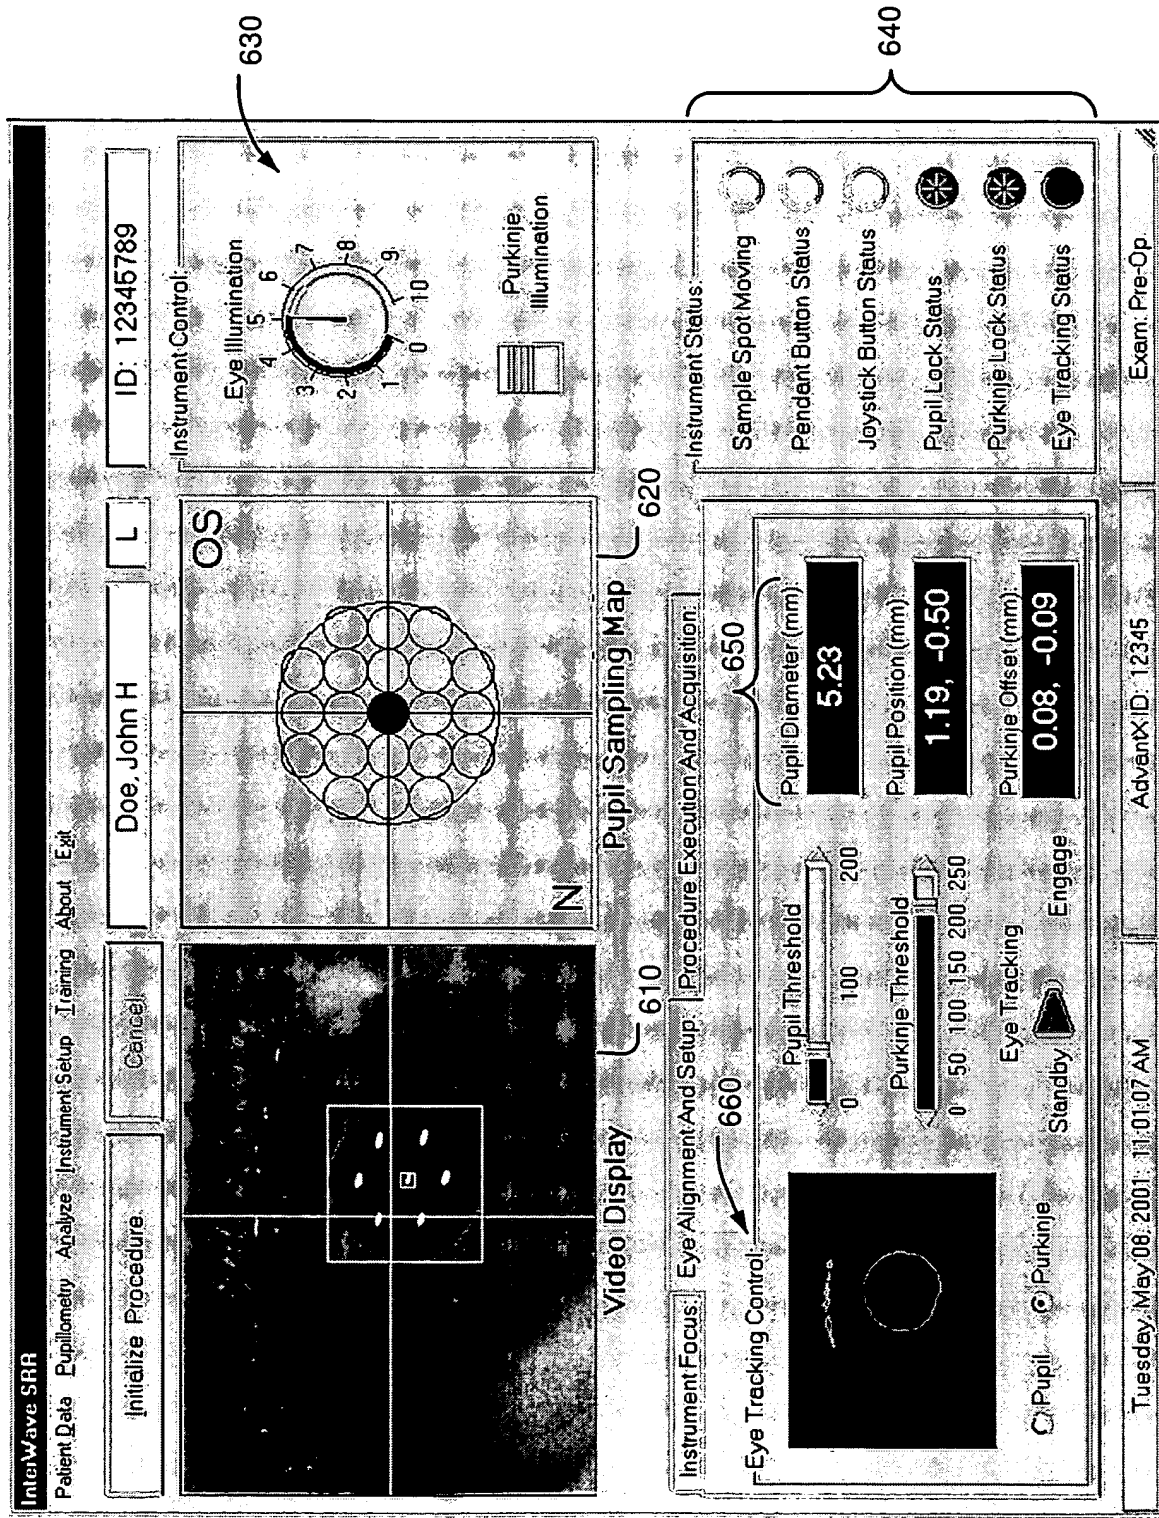 InterWave SRR
Patient Data Pupillometry Analyze Instrument Setup Training About Exit
Initialize Procedure Cancel Doe, John H L ID: 12345789
Video Display
610
OS
N
Pupil Sampling Map
620
Instrument Control:
Eye Illumination
0 1 2 3 4 5 6 7 8 9 10
Purkinje
Illumination
630
Instrument Focus: Eye Alignment And Setup: Procedure Execution And Acquisition:
660
Eye Tracking Control:
Pupil Purkinje
Pupil Threshold
0 100 200
Purkinje Threshold
0 50 100 150 200 250
Eye Tracking
Standby Engage
650
Pupil Diameter (mm):
5.23
Pupil Position (mm):
1.19, -0.50
Purkinje Offset (mm):
0.08, -0.09
Instrument Status:
Sample Spot Moving
Pendant Button Status
Joystick Button Status
Pupil Lock Status
Purkinje Lock Status
Eye Tracking Status
640
Tuesday, May 08, 2001; 11:01:07 AM AdvantX ID: 12345 Exam: Pre-Op